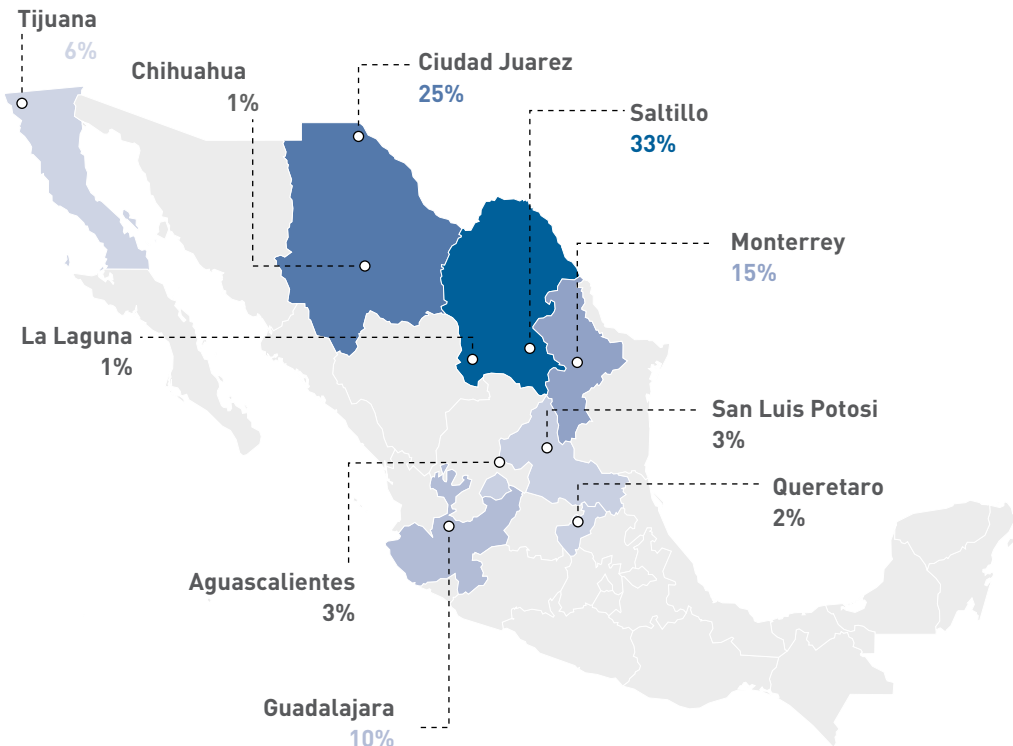 Tijuana
6%
Chihuahua
1%
Ciudad Juarez
25%
Saltillo
33%
Monterrey
15%
La Laguna
1%
San Luis Potosi
3%
Queretaro
2%
Aguascalientes
3%
Guadalajara
10%